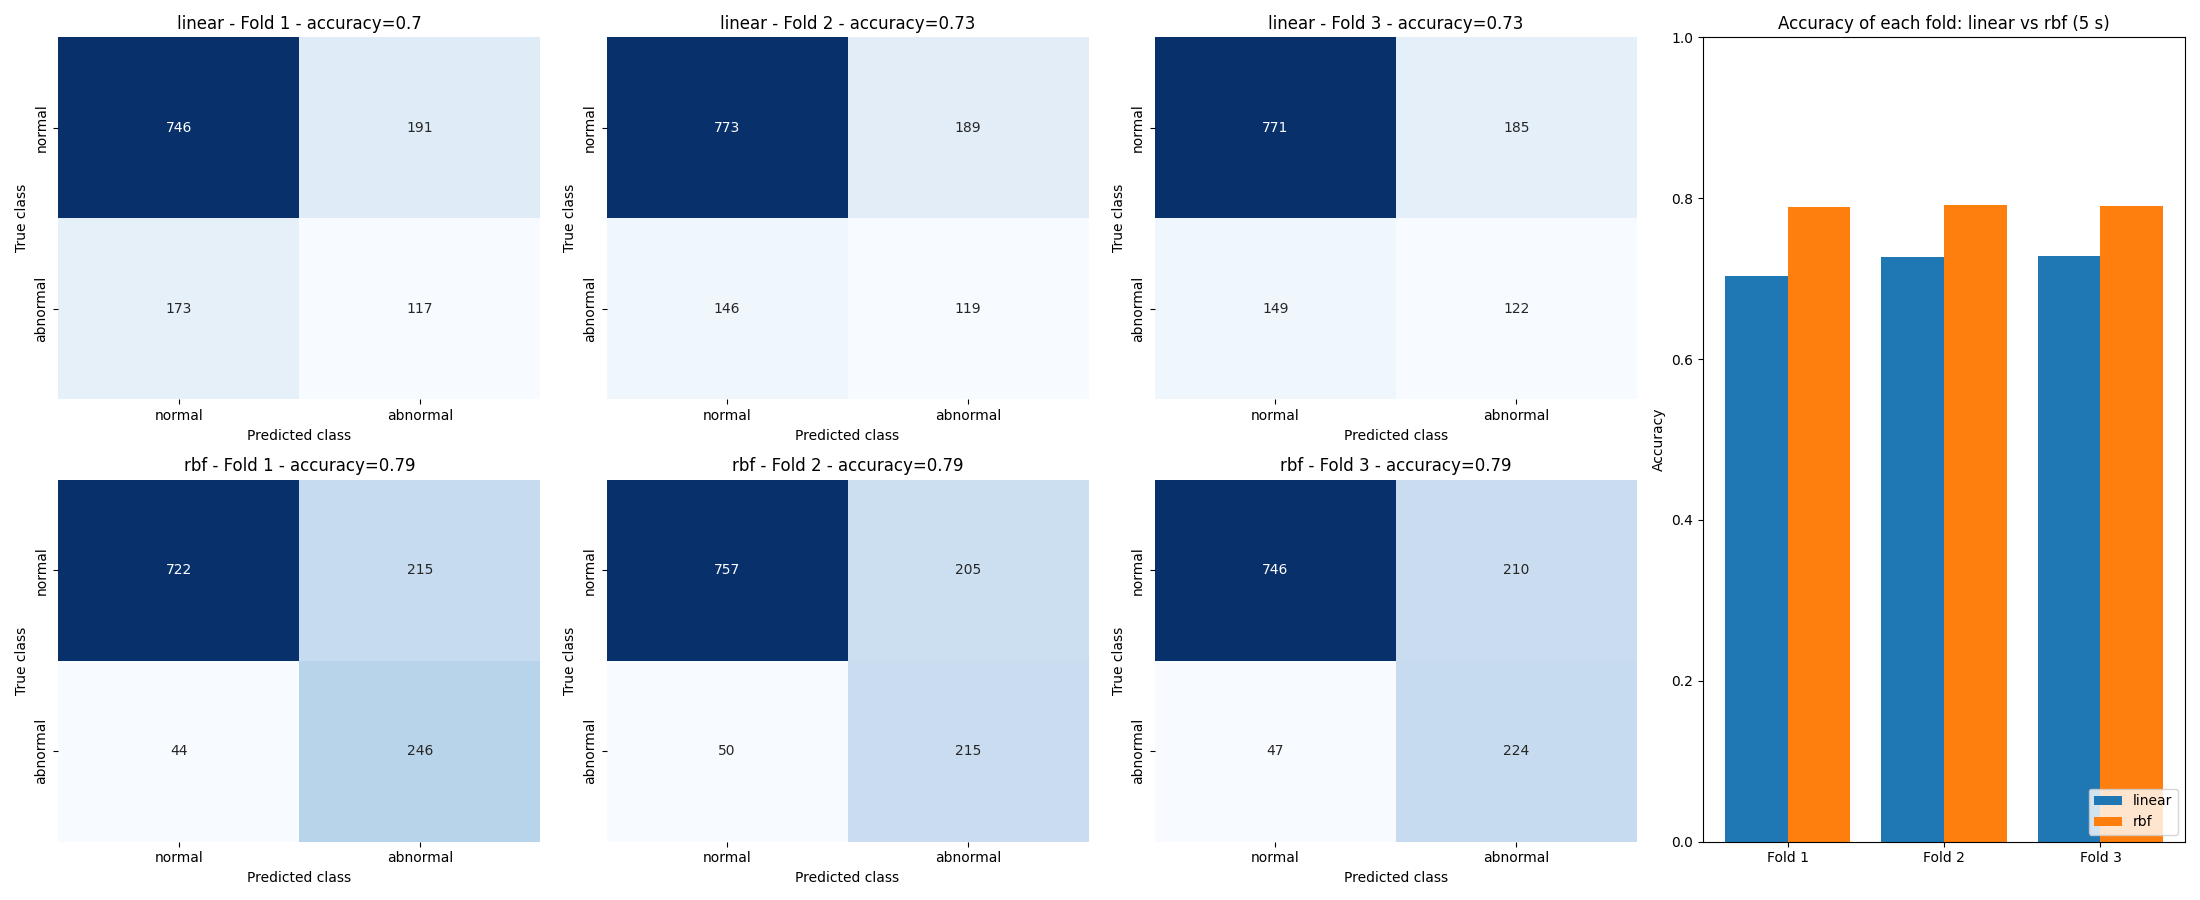 linear - Fold 1 - accuracy=0.7
normal
746
191
True class
abnormal
173
117
normal abnormal
Predicted class
linear - Fold 2 - accuracy=0.73
normal
773
189
True class
abnormal
146
119
normal abnormal
Predicted class
linear - Fold 3 - accuracy=0.73
normal
771
185
True class
abnormal
149
122
normal abnormal
Predicted class
rbf - Fold 1 - accuracy=0.79
normal
722
215
True class
abnormal
44
246
normal abnormal
Predicted class
rbf - Fold 2 - accuracy=0.79
normal
757
205
True class
abnormal
50
215
normal abnormal
Predicted class
rbf - Fold 3 - accuracy=0.79
normal
746
210
True class
abnormal
47
224
normal abnormal
Predicted class
Accuracy of each fold: linear vs rbf (5 s)
1.0
0.8
0.6
Accuracy
0.4
0.2
0.0
linear
rbf
Fold 1 Fold 2 Fold 3